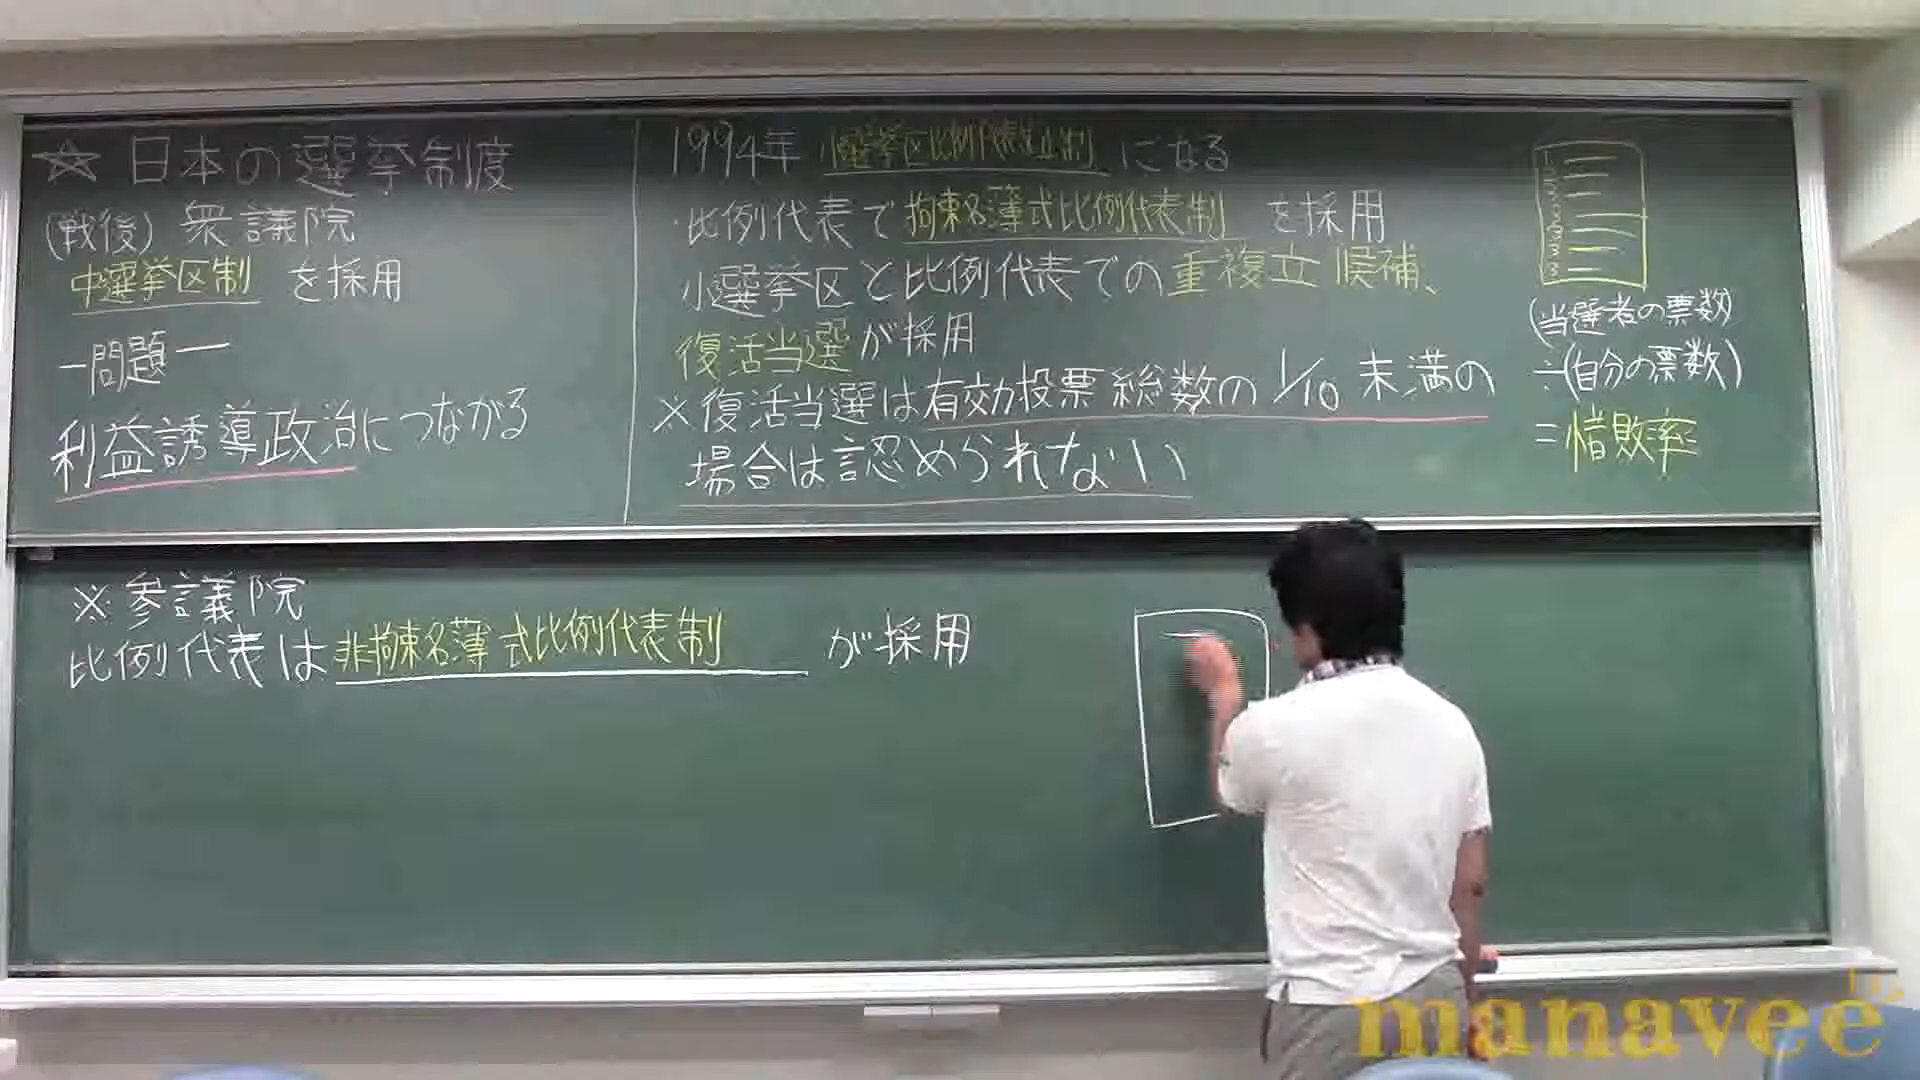 ☆ 日本の選挙制度
(戦後) 衆議院
中選挙区制 を採用
ー問題ー
利益誘導政治につながる
1994年 小選挙区比例代表並立制 になる
・比例代表で拘束名簿式比例代表制 を採用
小選挙区と比例代表での重複立候補、
復活当選が採用
※復活当選は有効投票総数の1/10 未満の
場合は認められない
(当選者の票数)
÷(自分の票数)
=惜敗率
※参議院
比例代表は非拘束名簿式比例代表制 が採用
manavee